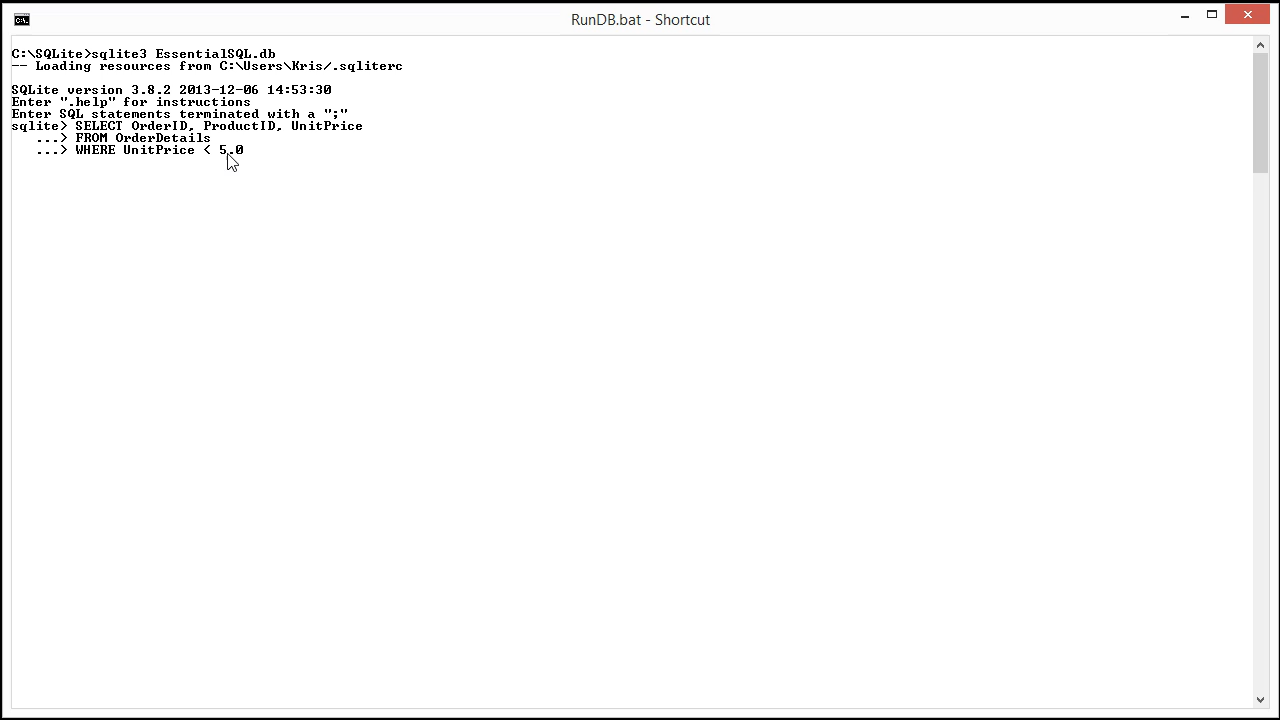 RunDB.bat - Shortcut
C:\SQLite>sqlite3 EssentialSQL.db
-- Loading resources from C:\Users\Kris/.sqliterc
SQLite version 3.8.2 2013-12-06 14:53:30
Enter ".help" for instructions
Enter SQL statements terminated with a ";"
sqlite> SELECT OrderID, ProductID, UnitPrice
...> FROM OrderDetails
...> WHERE UnitPrice < 5.0